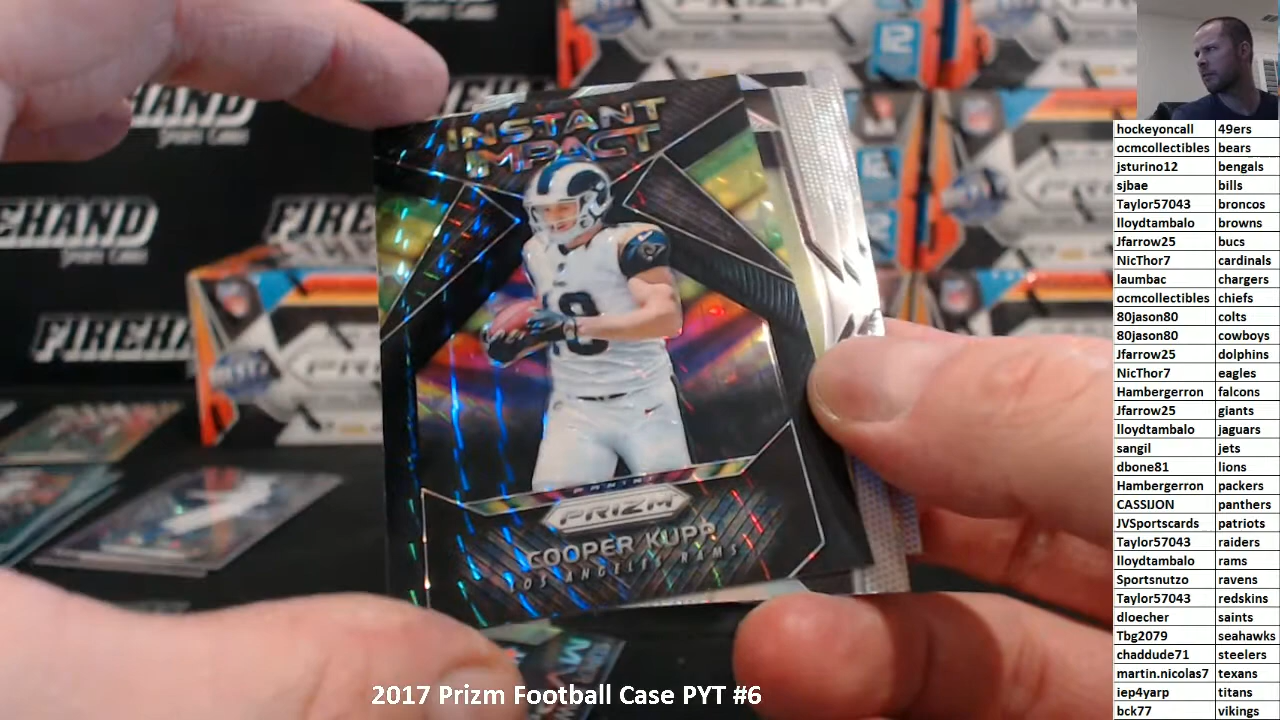 INSTANT
IMPACT
PANINI
PRIZM
COOPER KUPP
LOS ANGELES RAMS
18
FIREHAND
EHAND
FIREHAND
PRIZM
12
2017 Prizm Football Case PYT #6
hockeyoncall 49ers
ocmcollectibles bears
jsturino12 bengals
sjbae bills
Taylor57043 broncos
lloydtambalo browns
Jfarrow25 bucs
NicThor7 cardinals
laumbac chargers
ocmcollectibles chiefs
80jason80 colts
80jason80 cowboys
Jfarrow25 dolphins
NicThor7 eagles
Hambergerron falcons
Jfarrow25 giants
lloydtambalo jaguars
sangil jets
dbone81 lions
Hambergerron packers
CASSIJON panthers
JVSportscards patriots
Taylor57043 raiders
lloydtambalo rams
Sportsnutzo ravens
Taylor57043 redskins
dloecher saints
Tbg2079 seahawks
chaddude71 steelers
martin.nicolas7 texans
iep4yarp titans
bck77 vikings